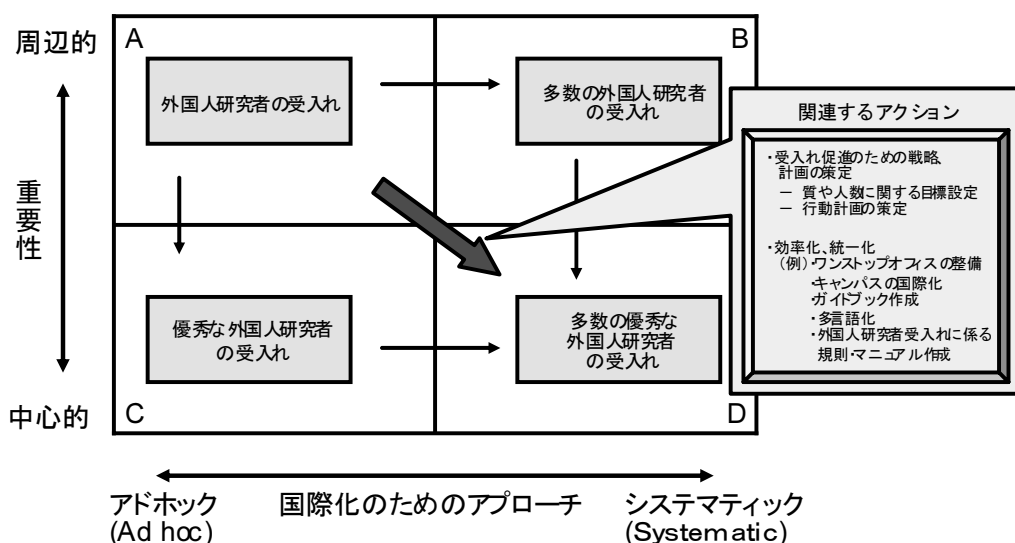 周辺的
重要性
中心的
A
外国人研究者の受入れ
B
多数の外国人研究者
の受入れ
C
優秀な外国人研究者
の受入れ
D
多数の優秀な
外国人研究者
の受入れ
関連するアクション
・受入れ促進のための戦略、
計画の策定
― 質や人数に関する目標設定
― 行動計画の策定
・効率化、統一化
(例)・ワンストップオフィスの整備
・キャンパスの国際化
・ガイドブック作成
・多言語化
・外国人研究者受入れに係る
規則・マニュアル作成
アドホック
(Ad hoc)
国際化のためのアプローチ
システマティック
(Systematic)